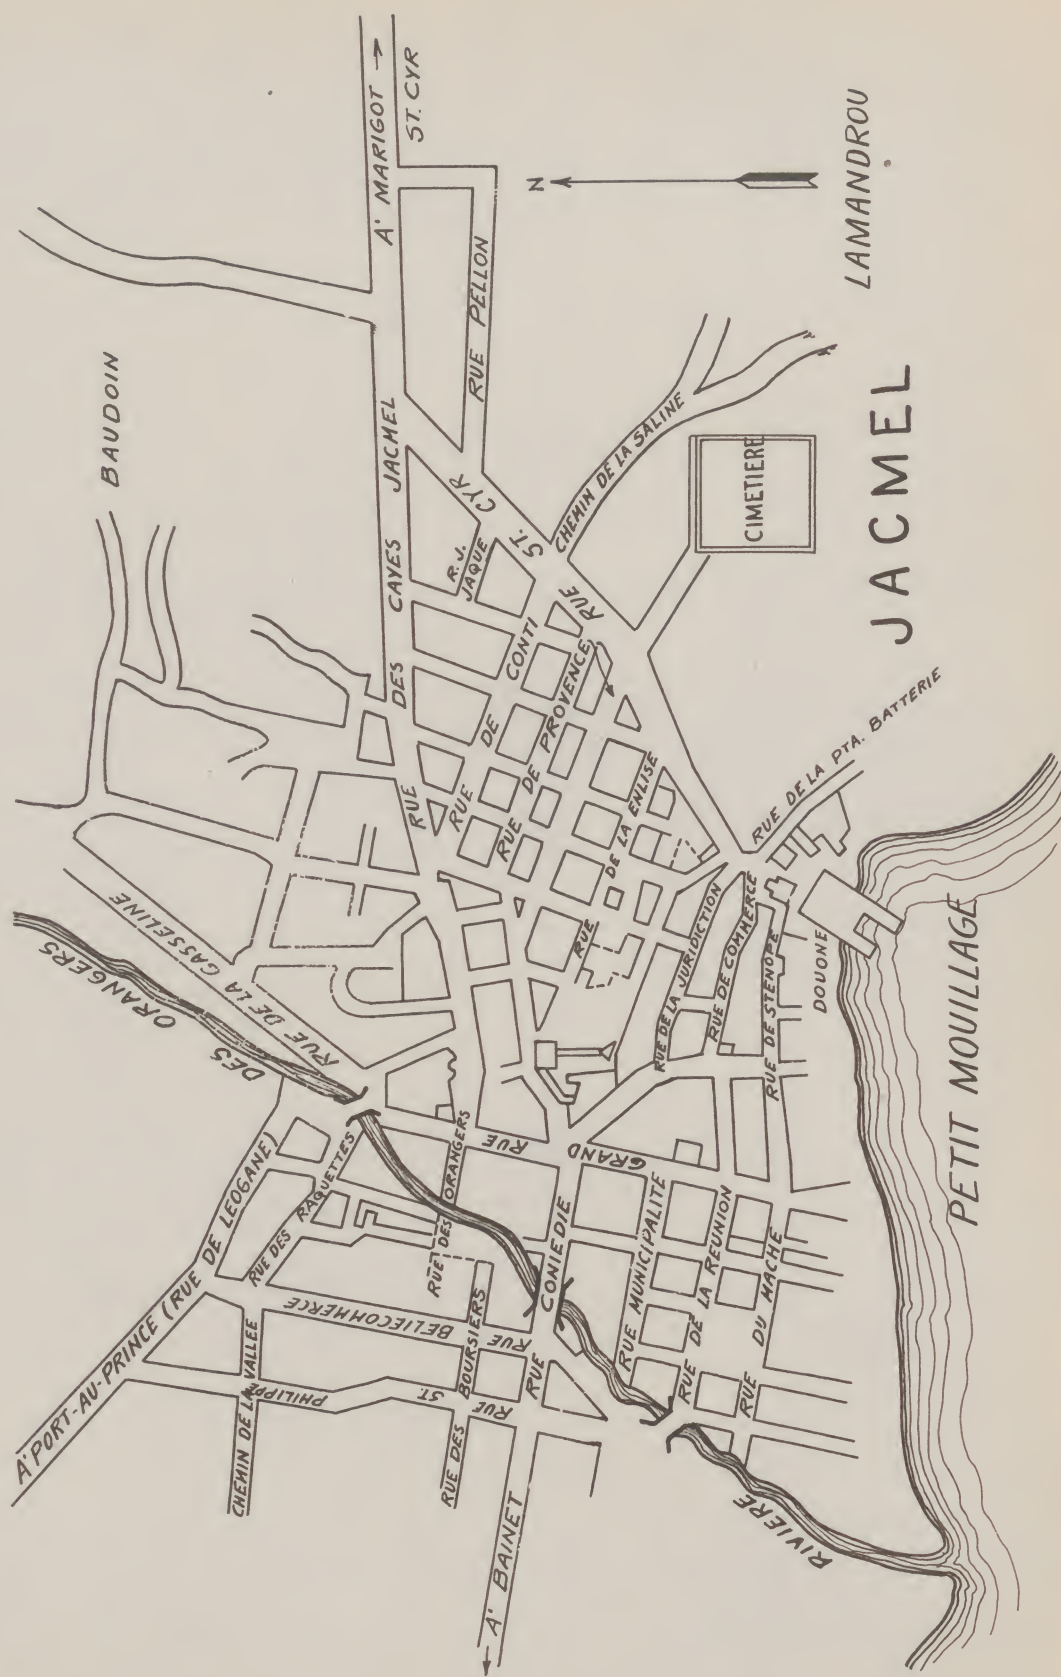 A' MARIGOT →
ST. CYR
N
LAMANDROU
BAUDOIN
RUE PELLON
RUE DES CAYES JACMEL
RUE ST. CYR
CHEMIN DE LA SALINE
CIMETIERE
R. J. JAQUE
RUE DE CONTI
RUE DE PROVENCE
RUE DE LA ENLISE
RUE DE LA PTA. BATTERIE
JACMEL
RUE DE LA GASSELINE
RUE DE LA JURIDICTION
RUE DE COMMERCE
RUE DE STENOPE
DOUONE
PETIT MOUILLAGE
RIVIERE DES ORANGERS
GRAND RUE
A' PORT-AU-PRINCE (RUE DE LEOGANE)
RUE DES RAQUETTES
RUE DES ORANGERS
RUE BELIECOMMERCE
RUE CONIEDIE
RUE MUNICIPALITE
RUE DE LA REUNION
RUE DU MACHE
CHEMIN DE LA VALLEE
RUE ST PHILIPPE
RUE DES BOURSIERS
← A' BAINET